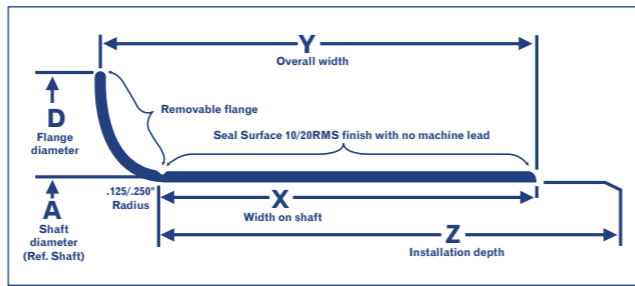 Y
Overall width
Removable flange
D
Flange
diameter
Seal Surface 10/20RMS finish with no machine lead
.125/.250"
Radius
A
Shaft
diameter
(Ref. Shaft)
X
Width on shaft
Z
Installation depth